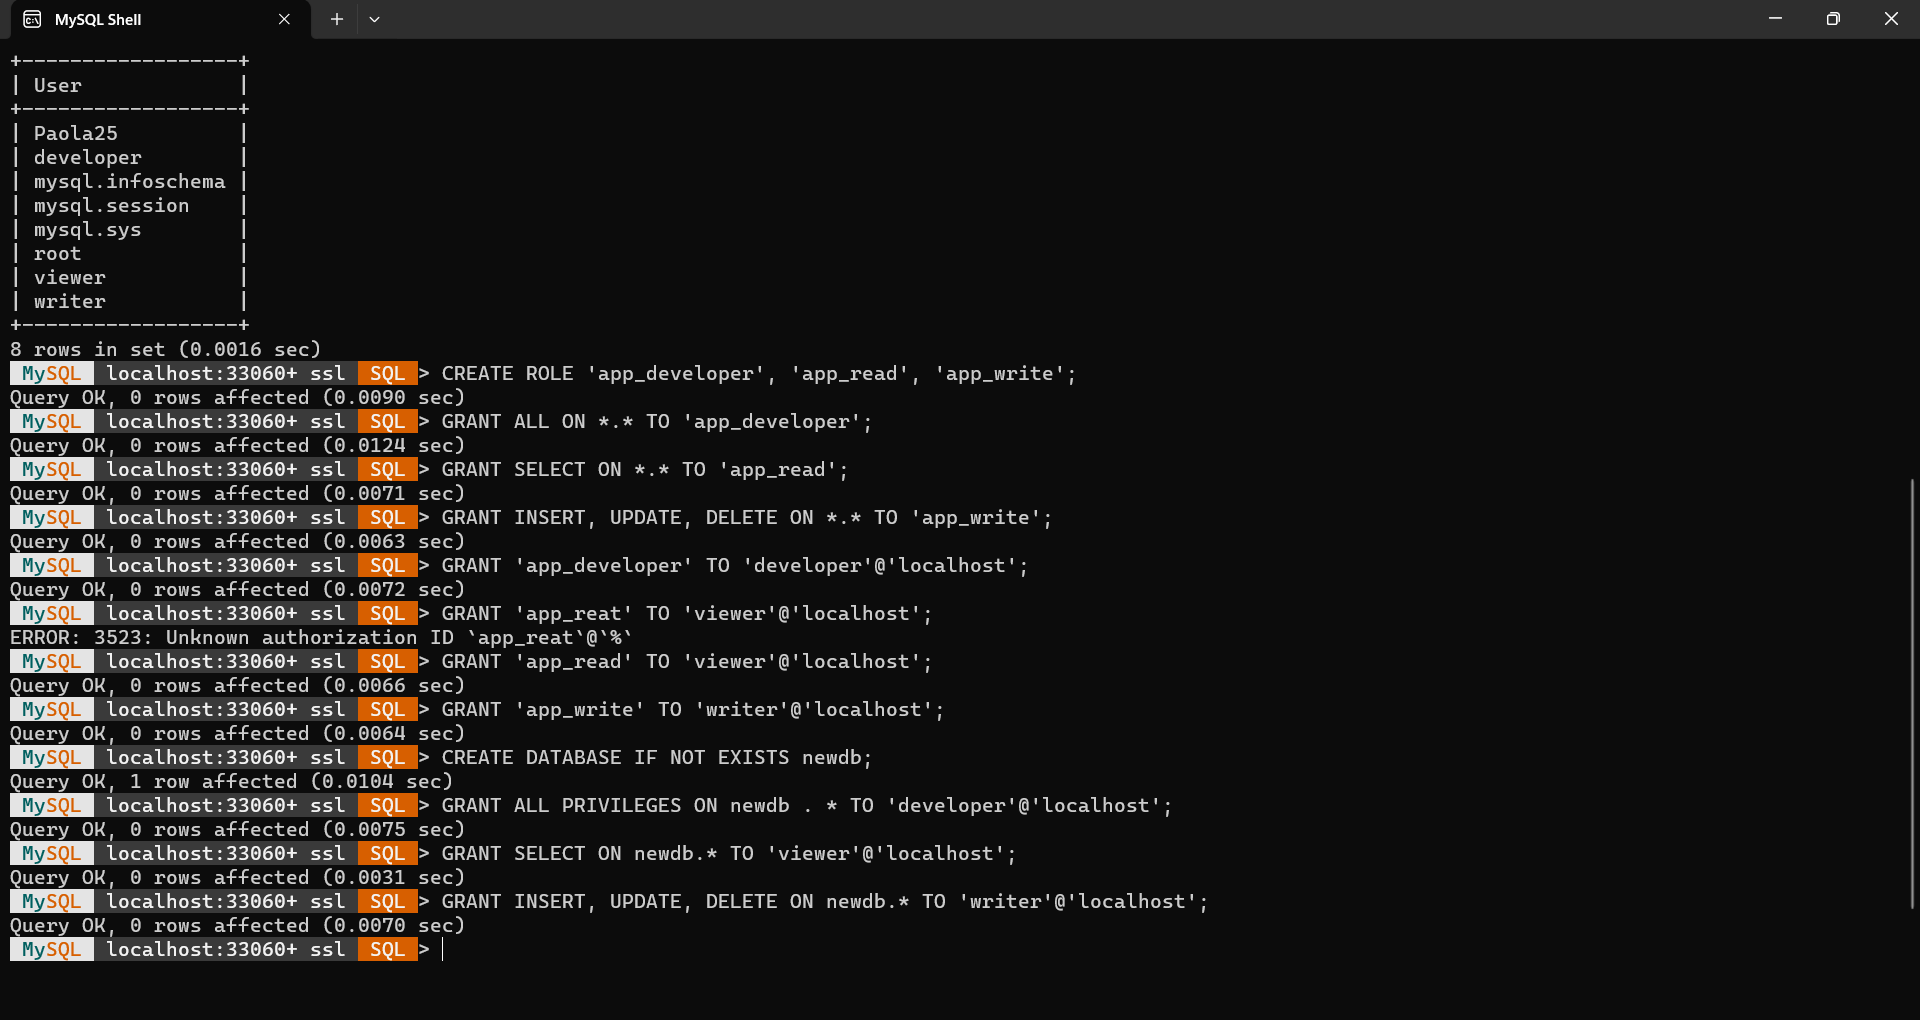 MySQL Shell
+------------------+
| User             |
+------------------+
| Paola25          |
| developer        |
| mysql.infoschema |
| mysql.session    |
| mysql.sys        |
| root             |
| viewer           |
| writer           |
+------------------+
8 rows in set (0.0016 sec)
MySQL localhost:33060+ ssl SQL > CREATE ROLE 'app_developer', 'app_read', 'app_write';
Query OK, 0 rows affected (0.0090 sec)
MySQL localhost:33060+ ssl SQL > GRANT ALL ON *.* TO 'app_developer';
Query OK, 0 rows affected (0.0124 sec)
MySQL localhost:33060+ ssl SQL > GRANT SELECT ON *.* TO 'app_read';
Query OK, 0 rows affected (0.0071 sec)
MySQL localhost:33060+ ssl SQL > GRANT INSERT, UPDATE, DELETE ON *.* TO 'app_write';
Query OK, 0 rows affected (0.0063 sec)
MySQL localhost:33060+ ssl SQL > GRANT 'app_developer' TO 'developer'@'localhost';
Query OK, 0 rows affected (0.0072 sec)
MySQL localhost:33060+ ssl SQL > GRANT 'app_reat' TO 'viewer'@'localhost';
ERROR: 3523: Unknown authorization ID `app_reat`@`%`
MySQL localhost:33060+ ssl SQL > GRANT 'app_read' TO 'viewer'@'localhost';
Query OK, 0 rows affected (0.0066 sec)
MySQL localhost:33060+ ssl SQL > GRANT 'app_write' TO 'writer'@'localhost';
Query OK, 0 rows affected (0.0064 sec)
MySQL localhost:33060+ ssl SQL > CREATE DATABASE IF NOT EXISTS newdb;
Query OK, 1 row affected (0.0104 sec)
MySQL localhost:33060+ ssl SQL > GRANT ALL PRIVILEGES ON newdb . * TO 'developer'@'localhost';
Query OK, 0 rows affected (0.0075 sec)
MySQL localhost:33060+ ssl SQL > GRANT SELECT ON newdb.* TO 'viewer'@'localhost';
Query OK, 0 rows affected (0.0031 sec)
MySQL localhost:33060+ ssl SQL > GRANT INSERT, UPDATE, DELETE ON newdb.* TO 'writer'@'localhost';
Query OK, 0 rows affected (0.0070 sec)
MySQL localhost:33060+ ssl SQL >